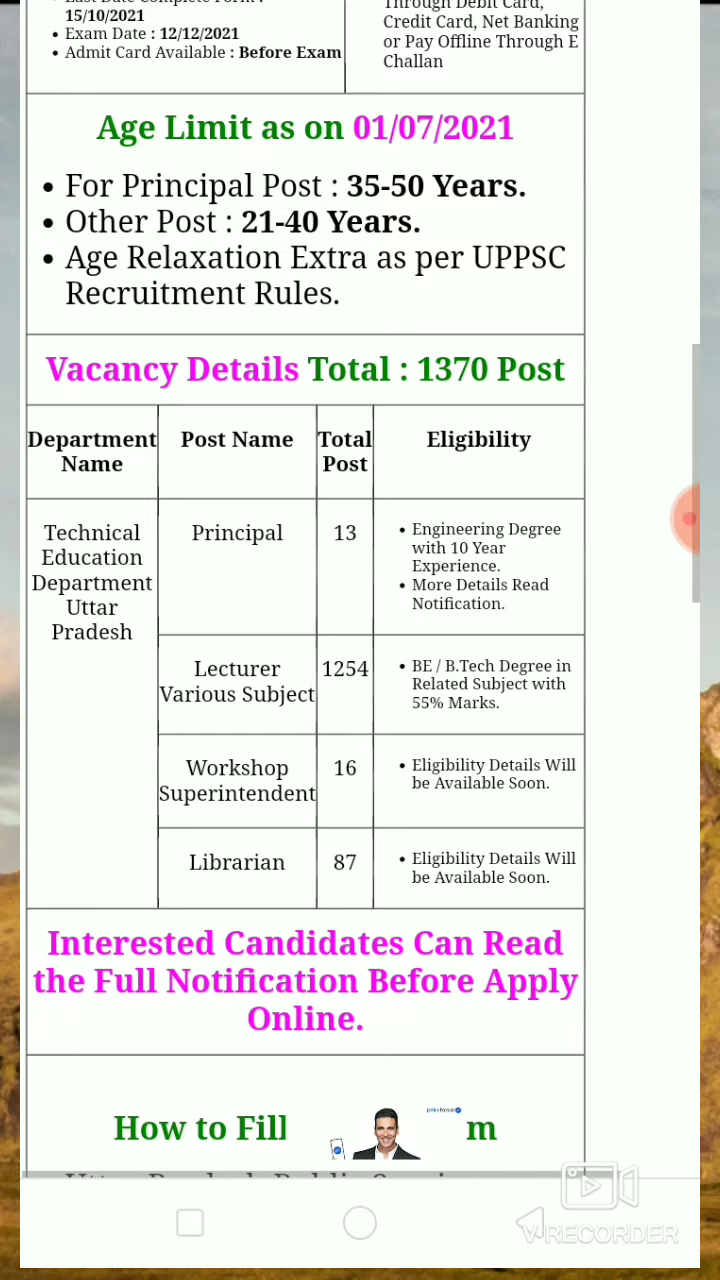 15/10/2021
Exam Date : 12/12/2021
Admit Card Available : Before Exam
Through Debit Card,
Credit Card, Net Banking
or Pay Offline Through E
Challan
Age Limit as on 01/07/2021
For Principal Post : 35-50 Years.
Other Post : 21-40 Years.
Age Relaxation Extra as per UPPSC
Recruitment Rules.
Vacancy Details Total : 1370 Post
Department
Name
Post Name
Total
Post
Eligibility
Technical
Education
Department
Uttar
Pradesh
Principal
13
Engineering Degree
with 10 Year
Experience.
More Details Read
Notification.
Lecturer
Various Subject
1254
BE / B.Tech Degree in
Related Subject with
55% Marks.
Workshop
Superintendent
16
Eligibility Details Will
be Available Soon.
Librarian
87
Eligibility Details Will
be Available Soon.
Interested Candidates Can Read
the Full Notification Before Apply
Online.
How to Fill m
policybazaar
V RECORDER